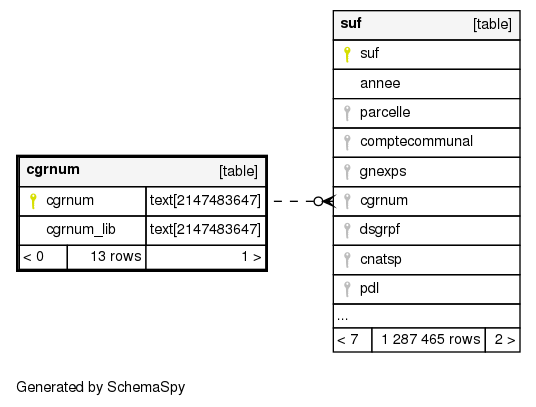 suf [table]
suf
annee
parcelle
comptecommunal
gnexps
cgrnum
dsgrpf
cnatsp
pdl
...
< 7 1 287 465 rows 2 >
cgrnum [table]
cgrnum text[2147483647]
cgrnum_lib text[2147483647]
< 0 13 rows 1 >
Generated by SchemaSpy